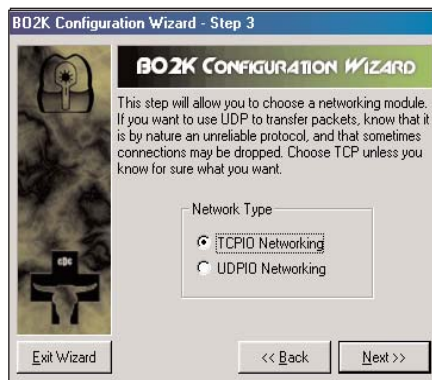 BO2K Configuration Wizard - Step 3
BO2K CONFIGURATION WIZARD
This step will allow you to choose a networking module.
If you want to use UDP to transfer packets, know that it
is by nature an unreliable protocol, and that sometimes
connections may be dropped. Choose TCP unless you
know for sure what you want.
Network Type
TCPIO Networking
UDPIO Networking
cDc
Exit Wizard
<< Back
Next >>